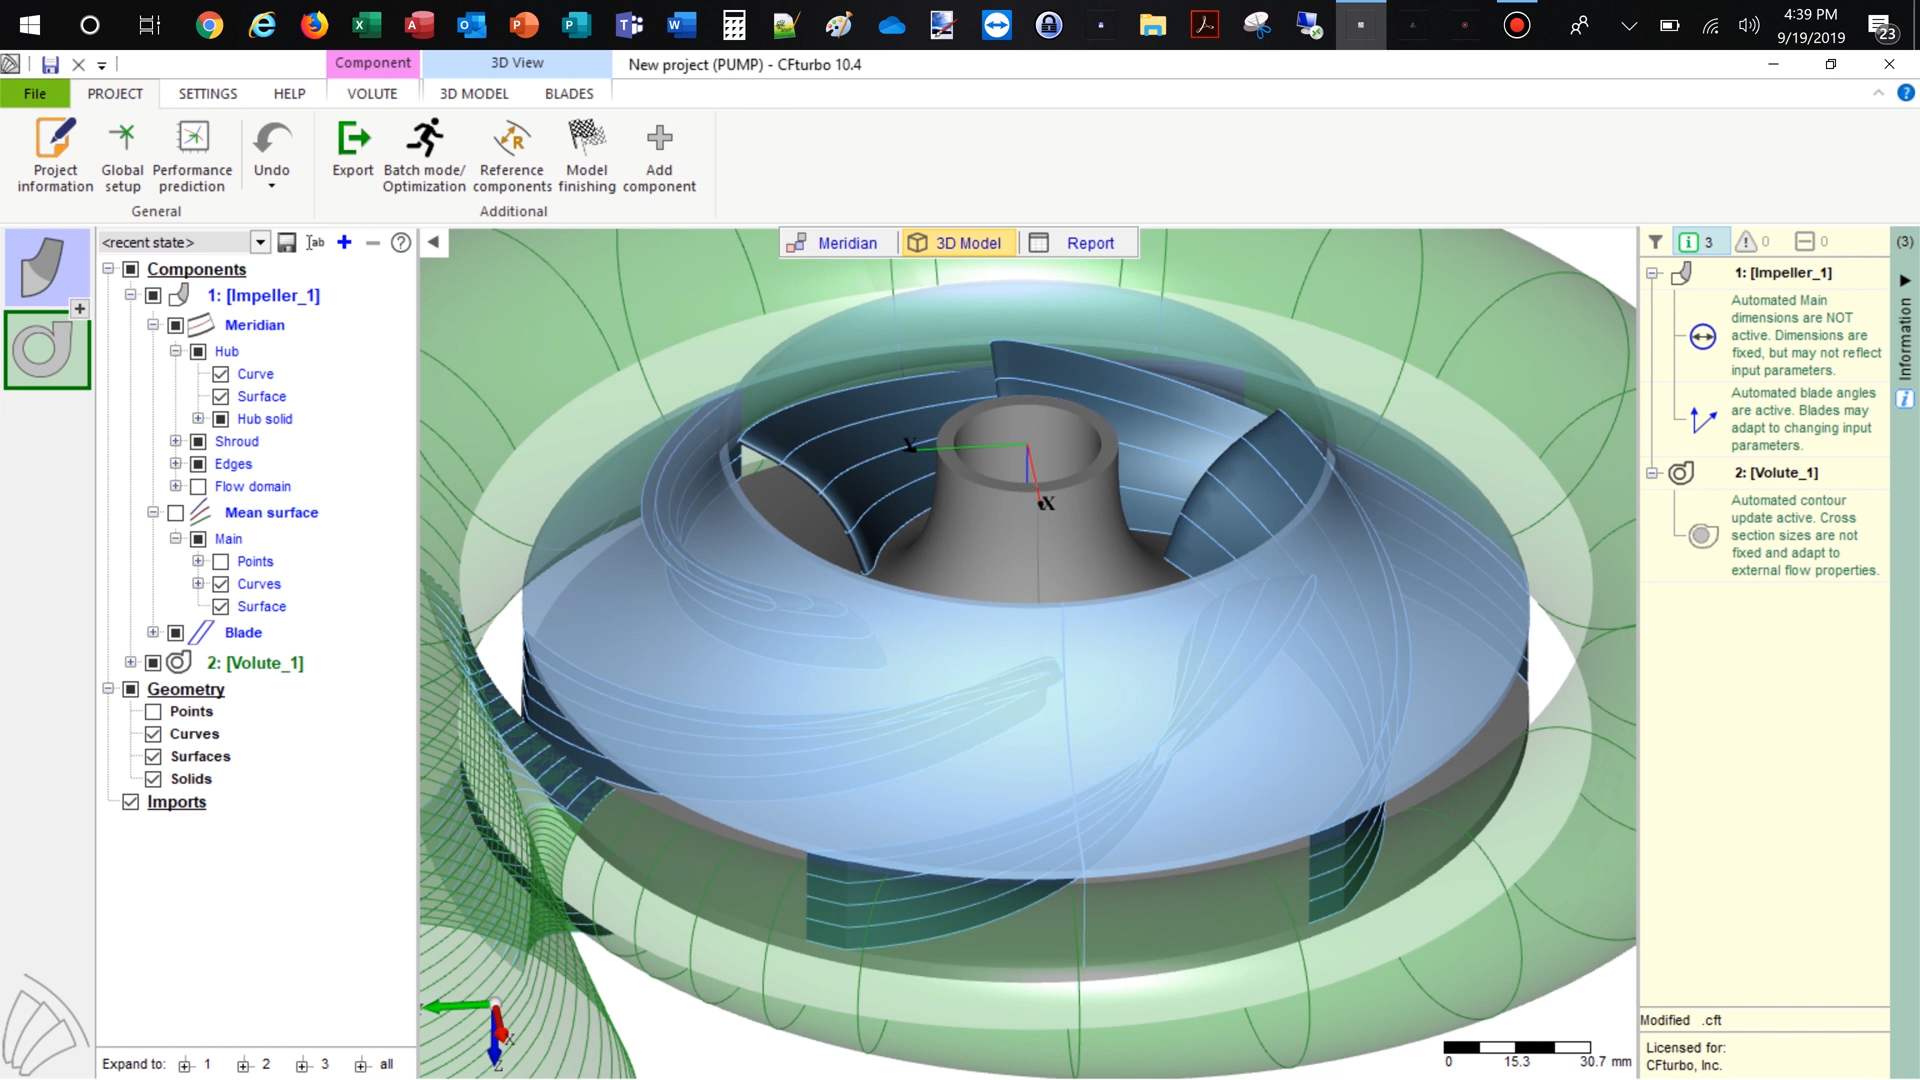 4:39 PM
9/19/2019
23
Component
3D View
New project (PUMP) - CFturbo 10.4
File
PROJECT
SETTINGS
HELP
VOLUTE
3D MODEL
BLADES
Project information
Global setup
Performance prediction
Undo
Export
Batch mode/ Optimization
Reference components
Model finishing
Add component
General
Additional
<recent state>
Meridian
3D Model
Report
3
0
0
(3)
Components
1: [Impeller_1]
Meridian
Hub
Curve
Surface
Hub solid
Shroud
Edges
Flow domain
Mean surface
Main
Points
Curves
Surface
Blade
2: [Volute_1]
Geometry
Points
Curves
Surfaces
Solids
Imports
Expand to: 1 2 3 all
Y
X
X
Z
0 15.3 30.7 mm
1: [Impeller_1]
Automated Main
dimensions are NOT
active. Dimensions are
fixed, but may not reflect
input parameters.
Automated blade angles
are active. Blades may
adapt to changing input
parameters.
2: [Volute_1]
Automated contour
update active. Cross
section sizes are not
fixed and adapt to
external flow properties.
Information
Modified .cft
Licensed for:
CFturbo, Inc.